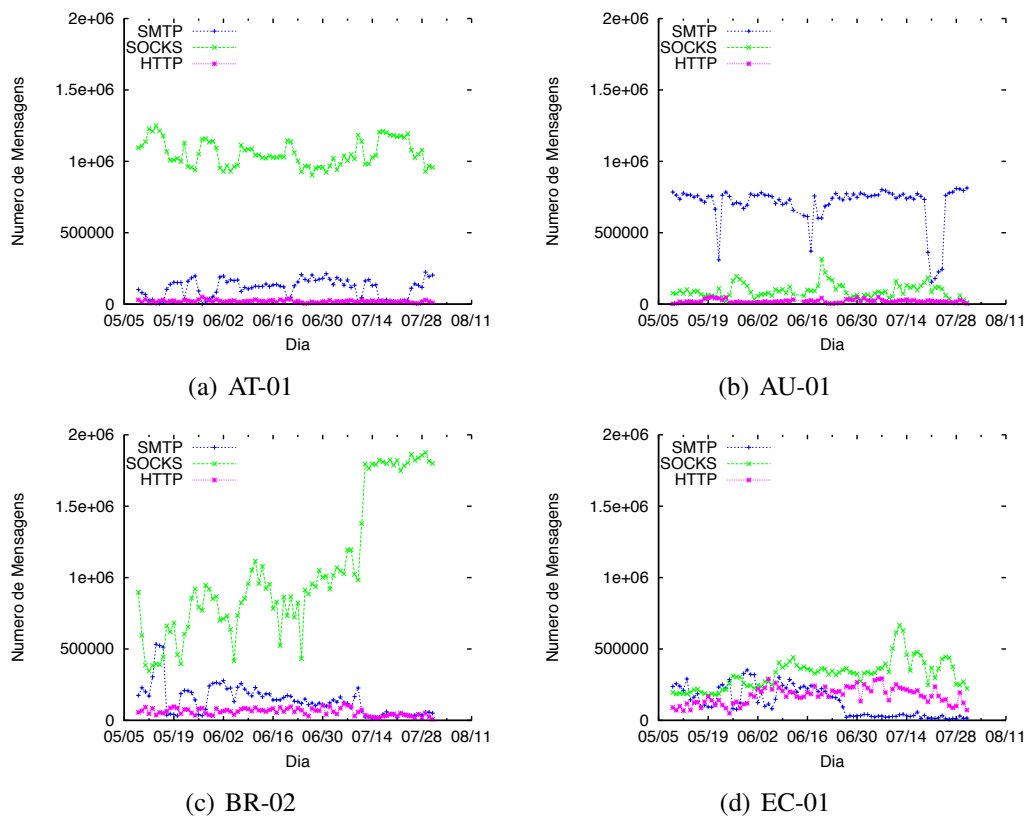 2e+06
1.5e+06
1e+06
500000
0
05/05 05/19 06/02 06/16 06/30 07/14 07/28 08/11
Numero de Mensagens
Dia
SMTP
SOCKS
HTTP
(a) AT-01
2e+06
1.5e+06
1e+06
500000
0
05/05 05/19 06/02 06/16 06/30 07/14 07/28 08/11
Numero de Mensagens
Dia
SMTP
SOCKS
HTTP
(b) AU-01
2e+06
1.5e+06
1e+06
500000
0
05/05 05/19 06/02 06/16 06/30 07/14 07/28 08/11
Numero de Mensagens
Dia
SMTP
SOCKS
HTTP
(c) BR-02
2e+06
1.5e+06
1e+06
500000
0
05/05 05/19 06/02 06/16 06/30 07/14 07/28 08/11
Numero de Mensagens
Dia
SMTP
SOCKS
HTTP
(d) EC-01